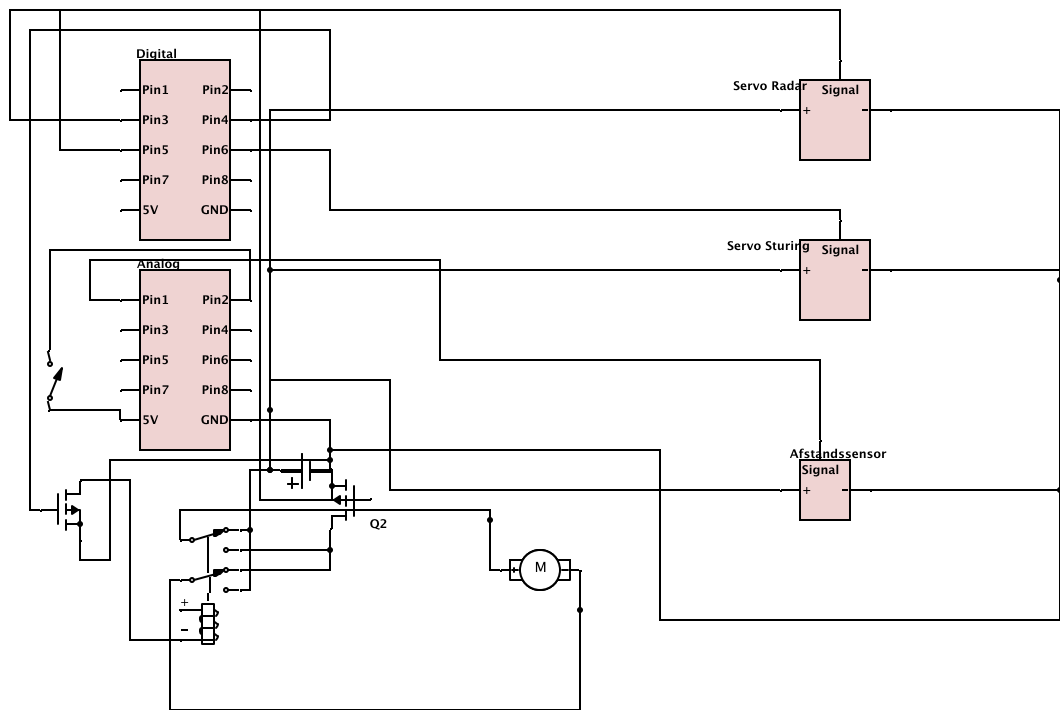 Digital
Servo Radar
Signal
Pin1 Pin2
+ −
Pin3 Pin4
Pin5 Pin6
Pin7 Pin8
5V GND
Servo Sturing
Signal
Analog
+ −
Pin1 Pin2
Pin3 Pin4
Pin5 Pin6
Pin7 Pin8
5V GND
Afstandssensor
Signal
+
+ −
Q2
M
+
+
−